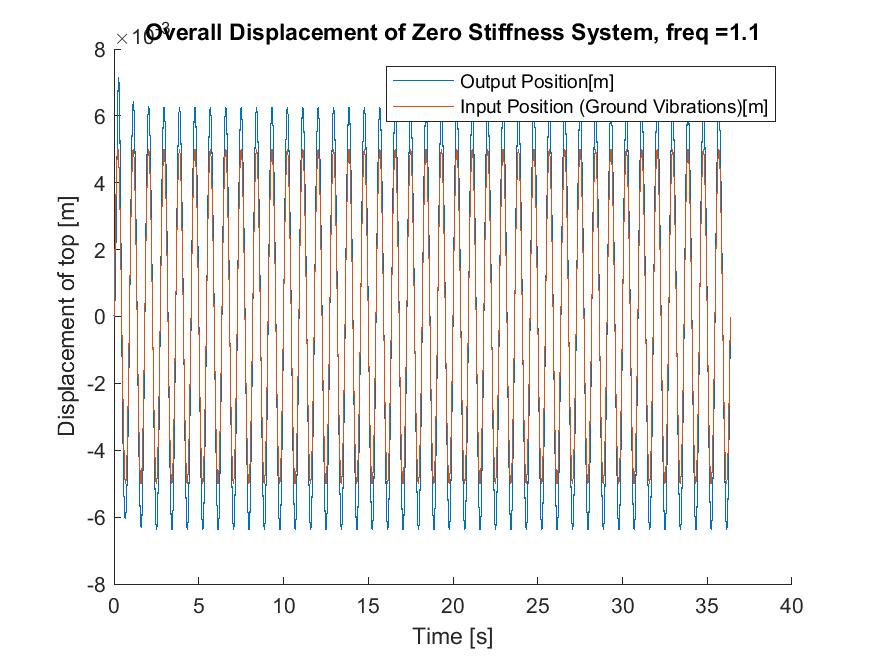 Overall Displacement of Zero Stiffness System, freq =1.1
×10⁻³
Output Position[m]
Input Position (Ground Vibrations)[m]
8
6
4
2
0
-2
-4
-6
-8
Displacement of top [m]
0 5 10 15 20 25 30 35 40
Time [s]